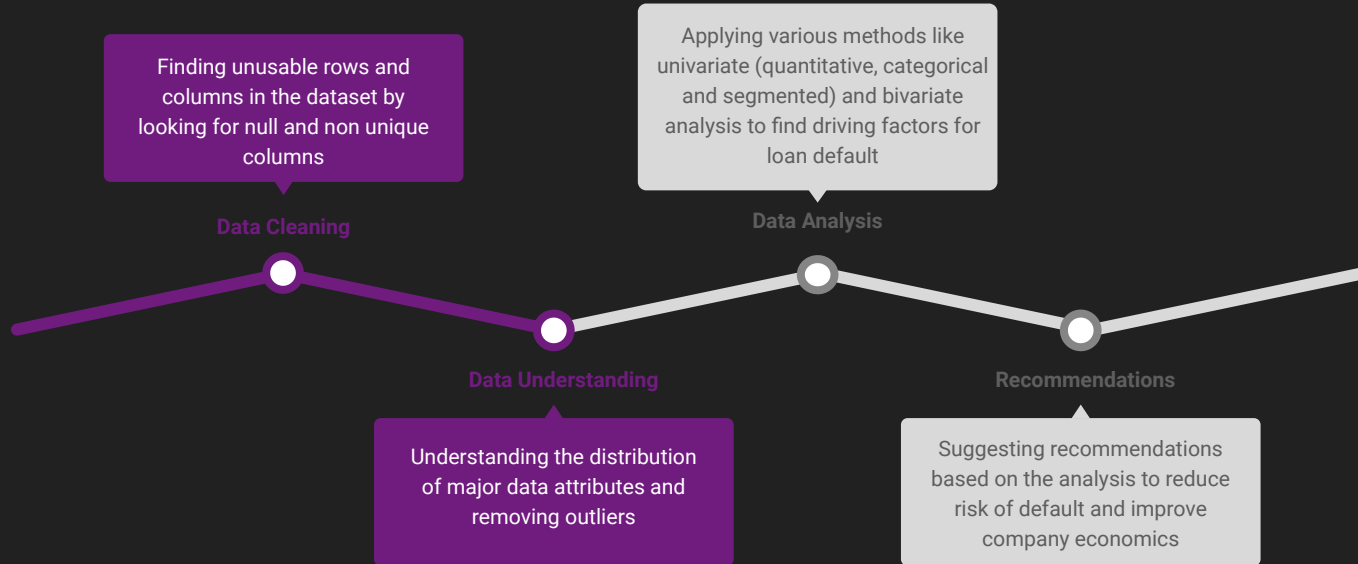 Finding unusable rows and
columns in the dataset by
looking for null and non unique
columns
Data Cleaning
Data Understanding
Understanding the distribution
of major data attributes and
removing outliers
Applying various methods like
univariate (quantitative, categorical
and segmented) and bivariate
analysis to find driving factors for
loan default
Data Analysis
Recommendations
Suggesting recommendations
based on the analysis to reduce
risk of default and improve
company economics